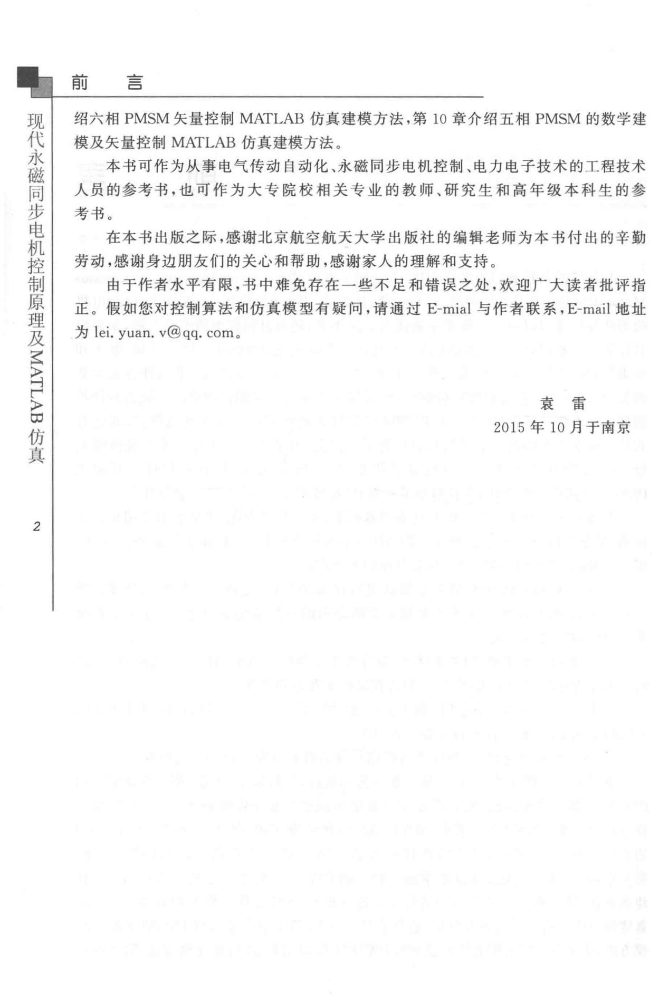 前 言
绍六相 PMSM 矢量控制 MATLAB 仿真建模方法,第 10 章介绍五相 PMSM 的数学建
模及矢量控制 MATLAB 仿真建模方法。
本书可作为从事电气传动自动化、永磁同步电机控制、电力电子技术的工程技术
人员的参考书,也可作为大专院校相关专业的教师、研究生和高年级本科生的参
考书。
在本书出版之际,感谢北京航空航天大学出版社的编辑老师为本书付出的辛勤
劳动,感谢身边朋友们的关心和帮助,感谢家人的理解和支持。
由于作者水平有限,书中难免存在一些不足和错误之处,欢迎广大读者批评指
正。假如您对控制算法和仿真模型有疑问,请通过 E-mial 与作者联系,E-mail 地址
为 lei. yuan. v@qq. com。
袁 雷
2015 年 10 月于南京
现代永磁同步电机控制原理及MATLAB仿真
2